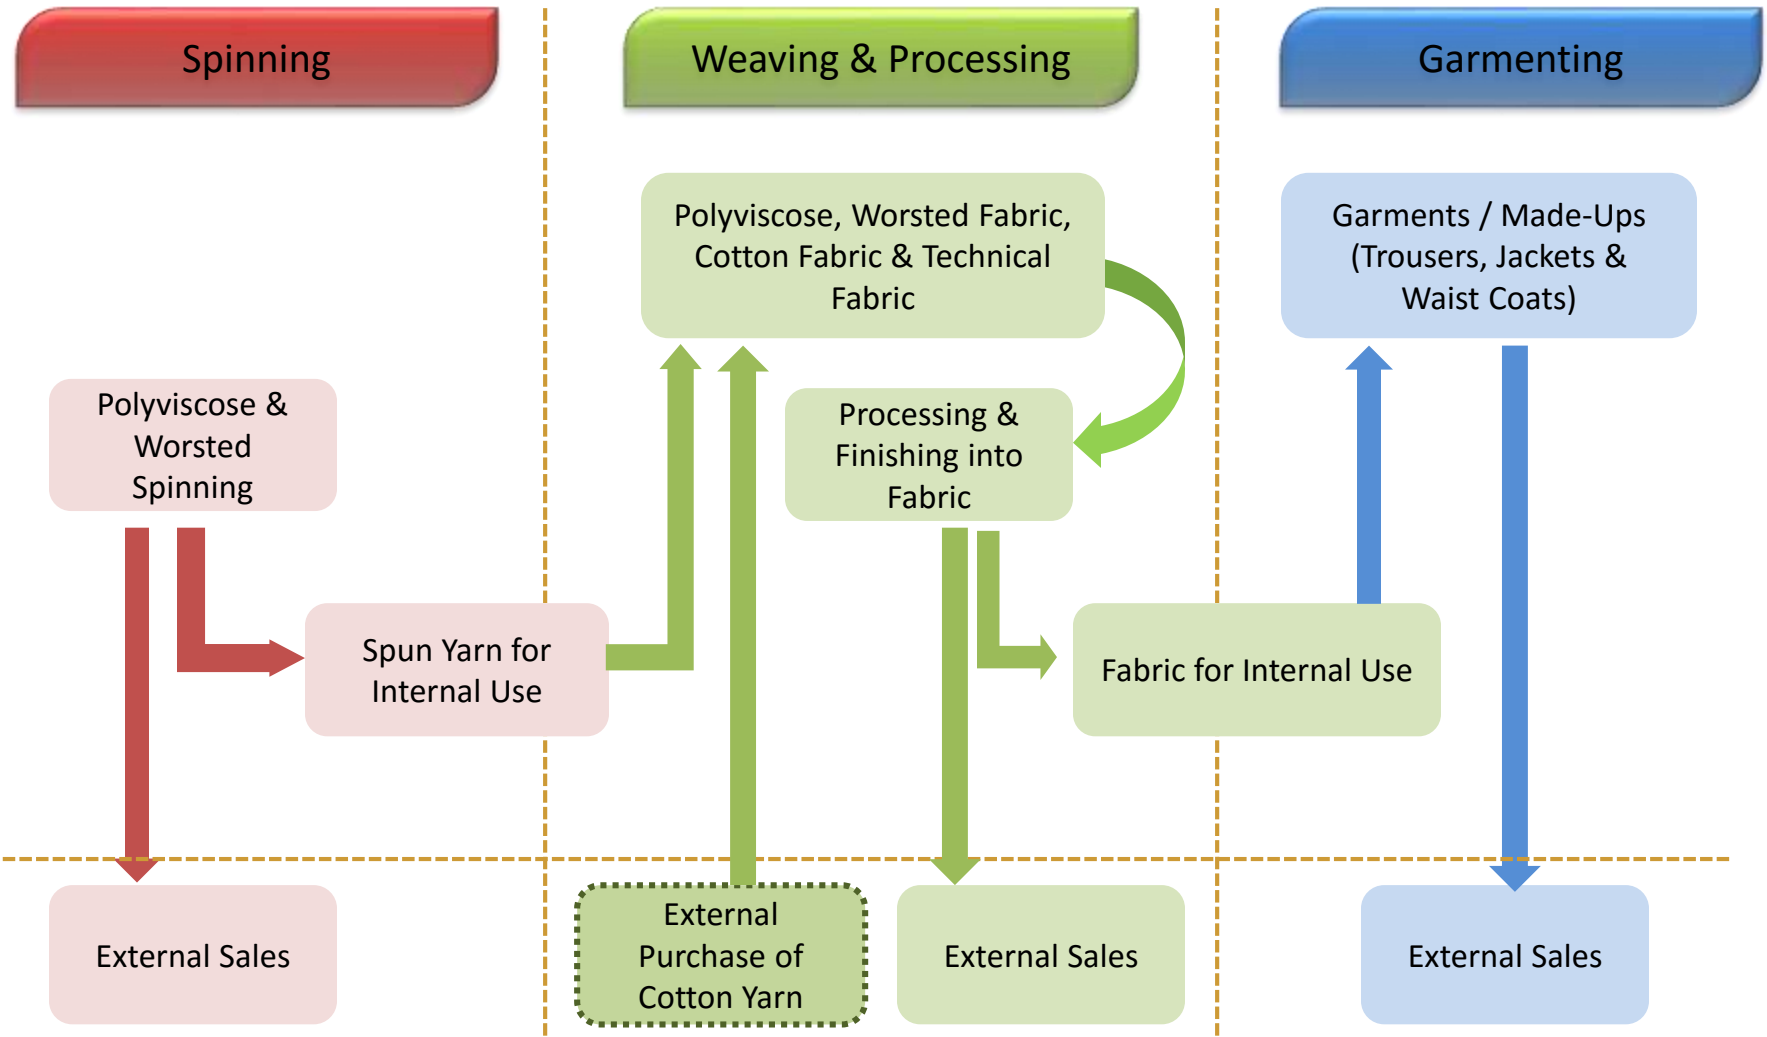 Spinning
Weaving & Processing
Garmenting
Polyviscose, Worsted Fabric,
Cotton Fabric & Technical
Fabric
Garments / Made-Ups
(Trousers, Jackets &
Waist Coats)
Polyviscose &
Worsted
Spinning
Processing &
Finishing into
Fabric
Spun Yarn for
Internal Use
Fabric for Internal Use
External Sales
External
Purchase of
Cotton Yarn
External Sales
External Sales